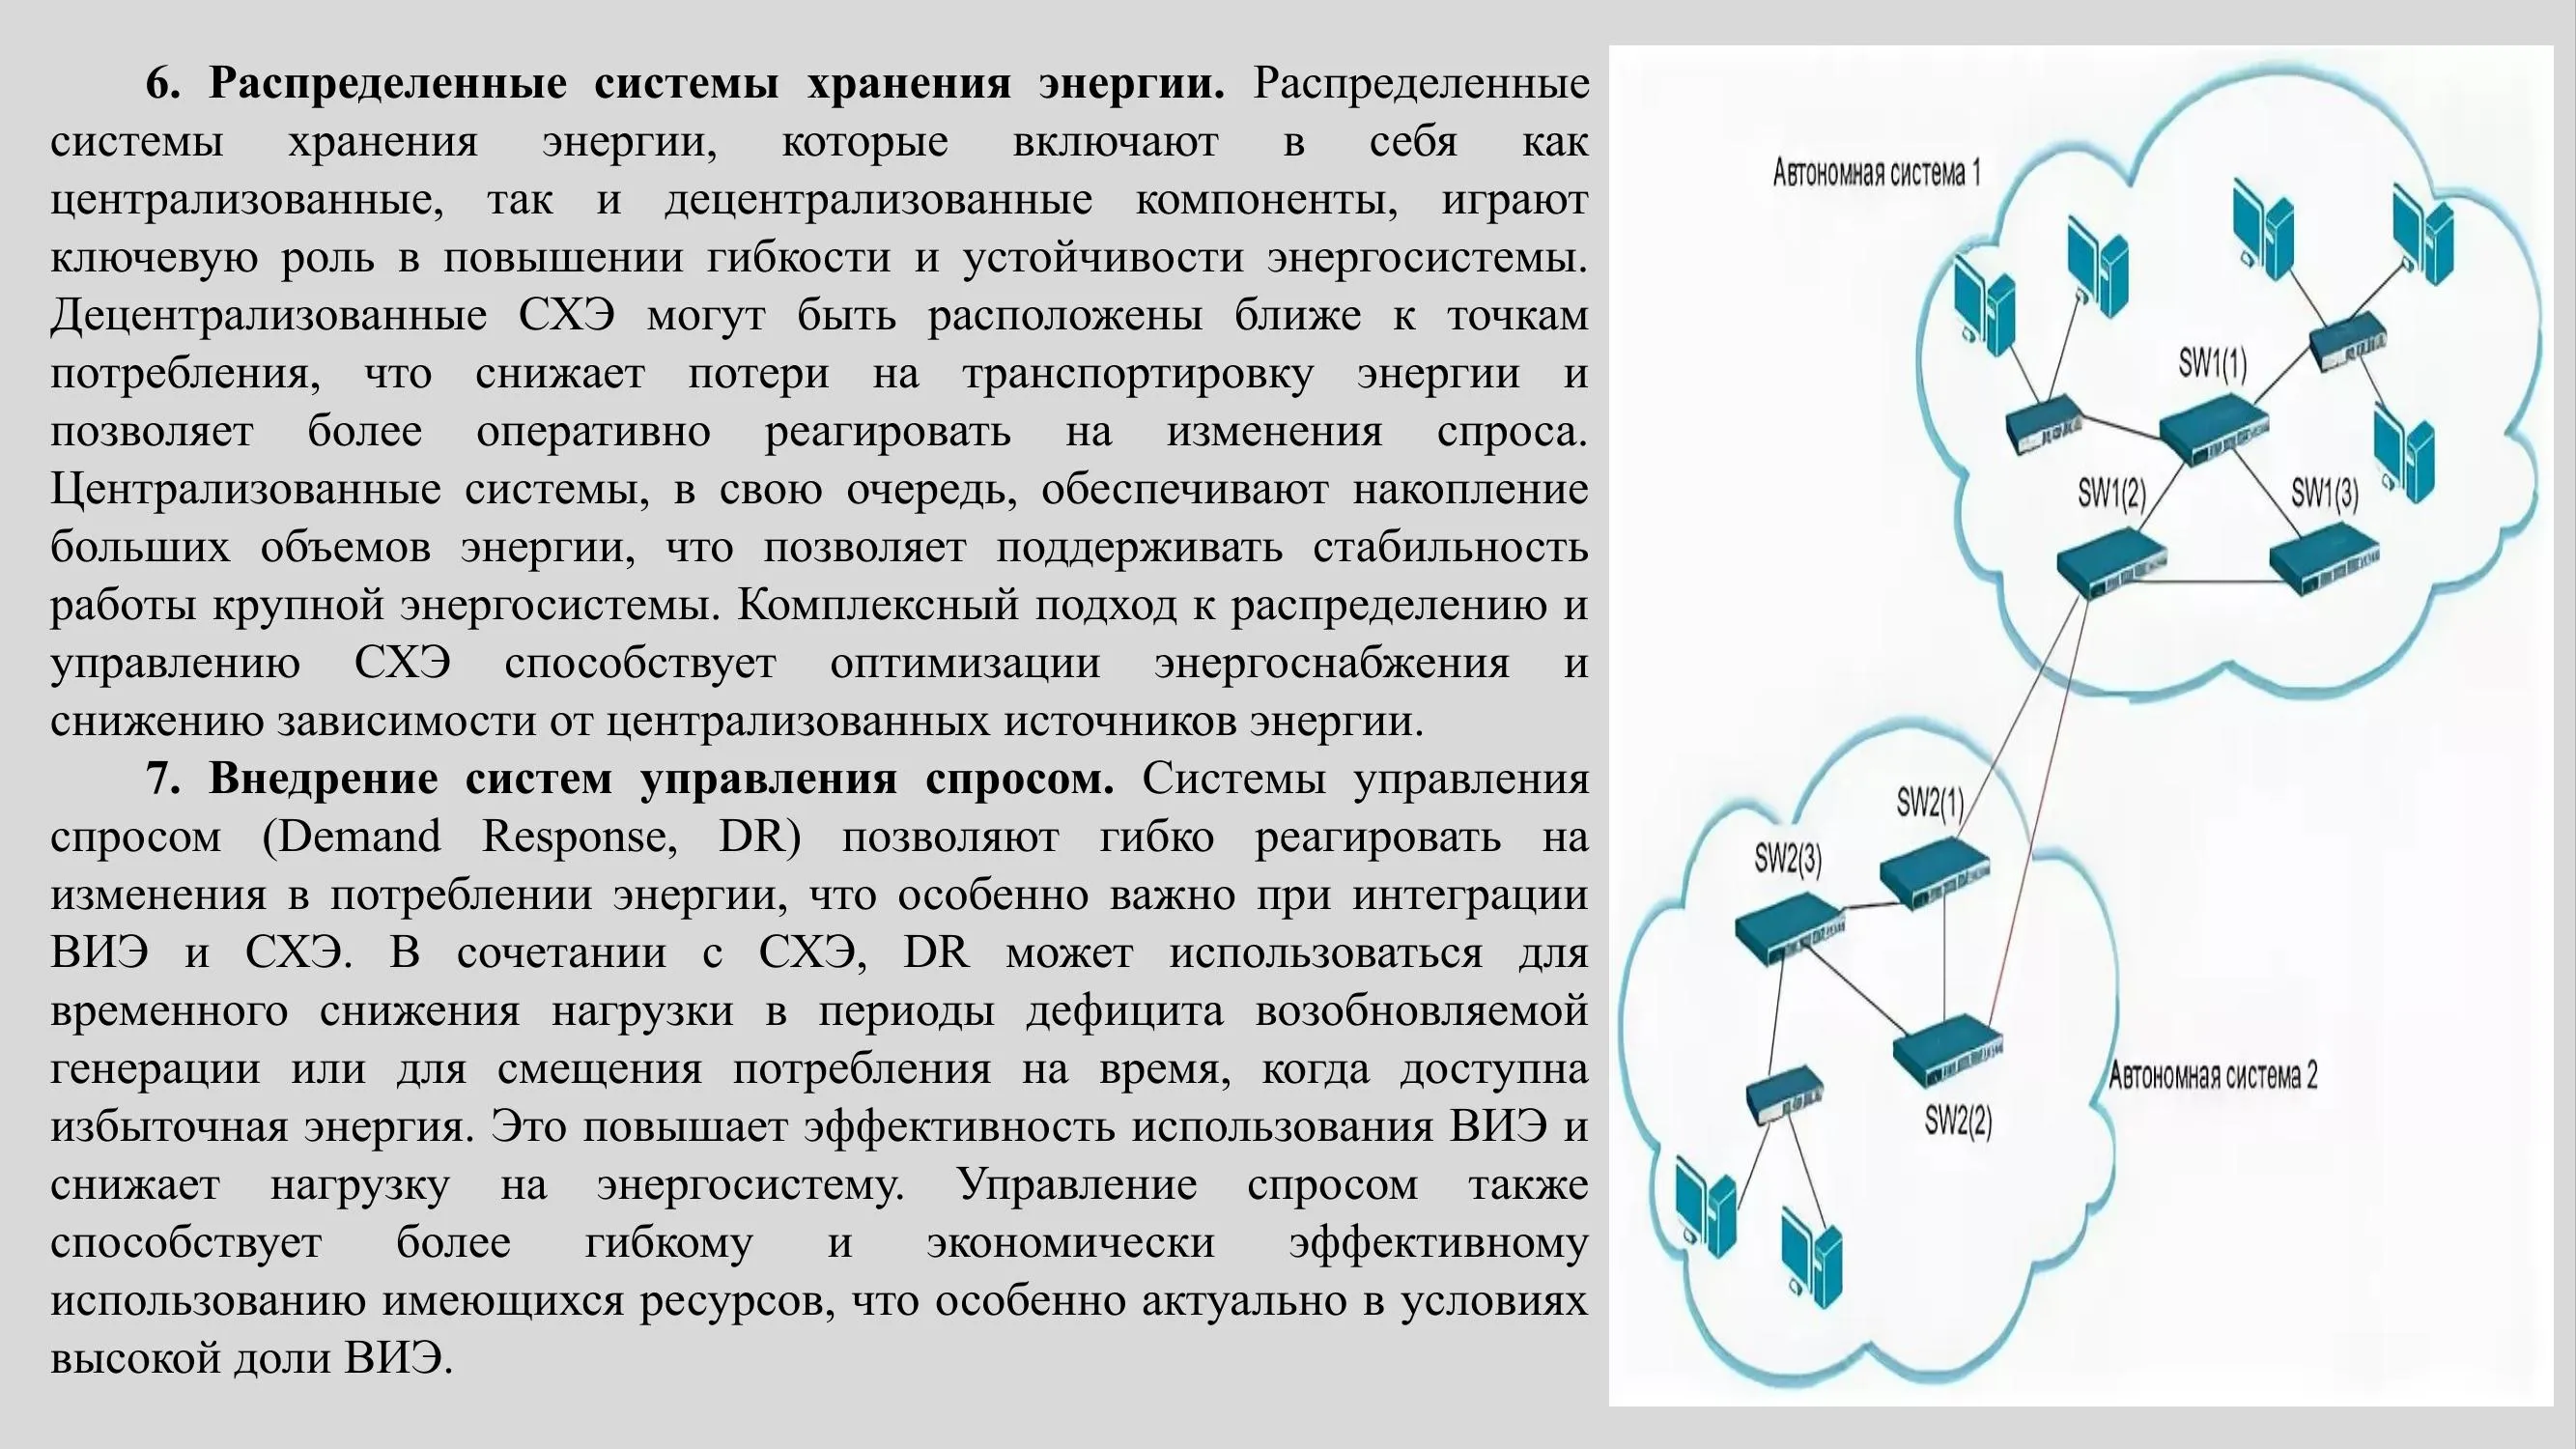 6. Распределенные системы хранения энергии. Распределенные
системы хранения энергии, которые включают в себя как
централизованные, так и децентрализованные компоненты, играют
ключевую роль в повышении гибкости и устойчивости энергосистемы.
Децентрализованные СХЭ могут быть расположены ближе к точкам
потребления, что снижает потери на транспортировку энергии и
позволяет более оперативно реагировать на изменения спроса.
Централизованные системы, в свою очередь, обеспечивают накопление
больших объемов энергии, что позволяет поддерживать стабильность
работы крупной энергосистемы. Комплексный подход к распределению и
управлению СХЭ способствует оптимизации энергоснабжения и
снижению зависимости от централизованных источников энергии.
7. Внедрение систем управления спросом. Системы управления
спросом (Demand Response, DR) позволяют гибко реагировать на
изменения в потреблении энергии, что особенно важно при интеграции
ВИЭ и СХЭ. В сочетании с СХЭ, DR может использоваться для
временного снижения нагрузки в периоды дефицита возобновляемой
генерации или для смещения потребления на время, когда доступна
избыточная энергия. Это повышает эффективность использования ВИЭ и
снижает нагрузку на энергосистему. Управление спросом также
способствует более гибкому и экономически эффективному
использованию имеющихся ресурсов, что особенно актуально в условиях
высокой доли ВИЭ.
Автономная система 1
SW1(1)
SW1(2)
SW1(3)
SW2(1)
SW2(3)
Автономная система 2
SW2(2)